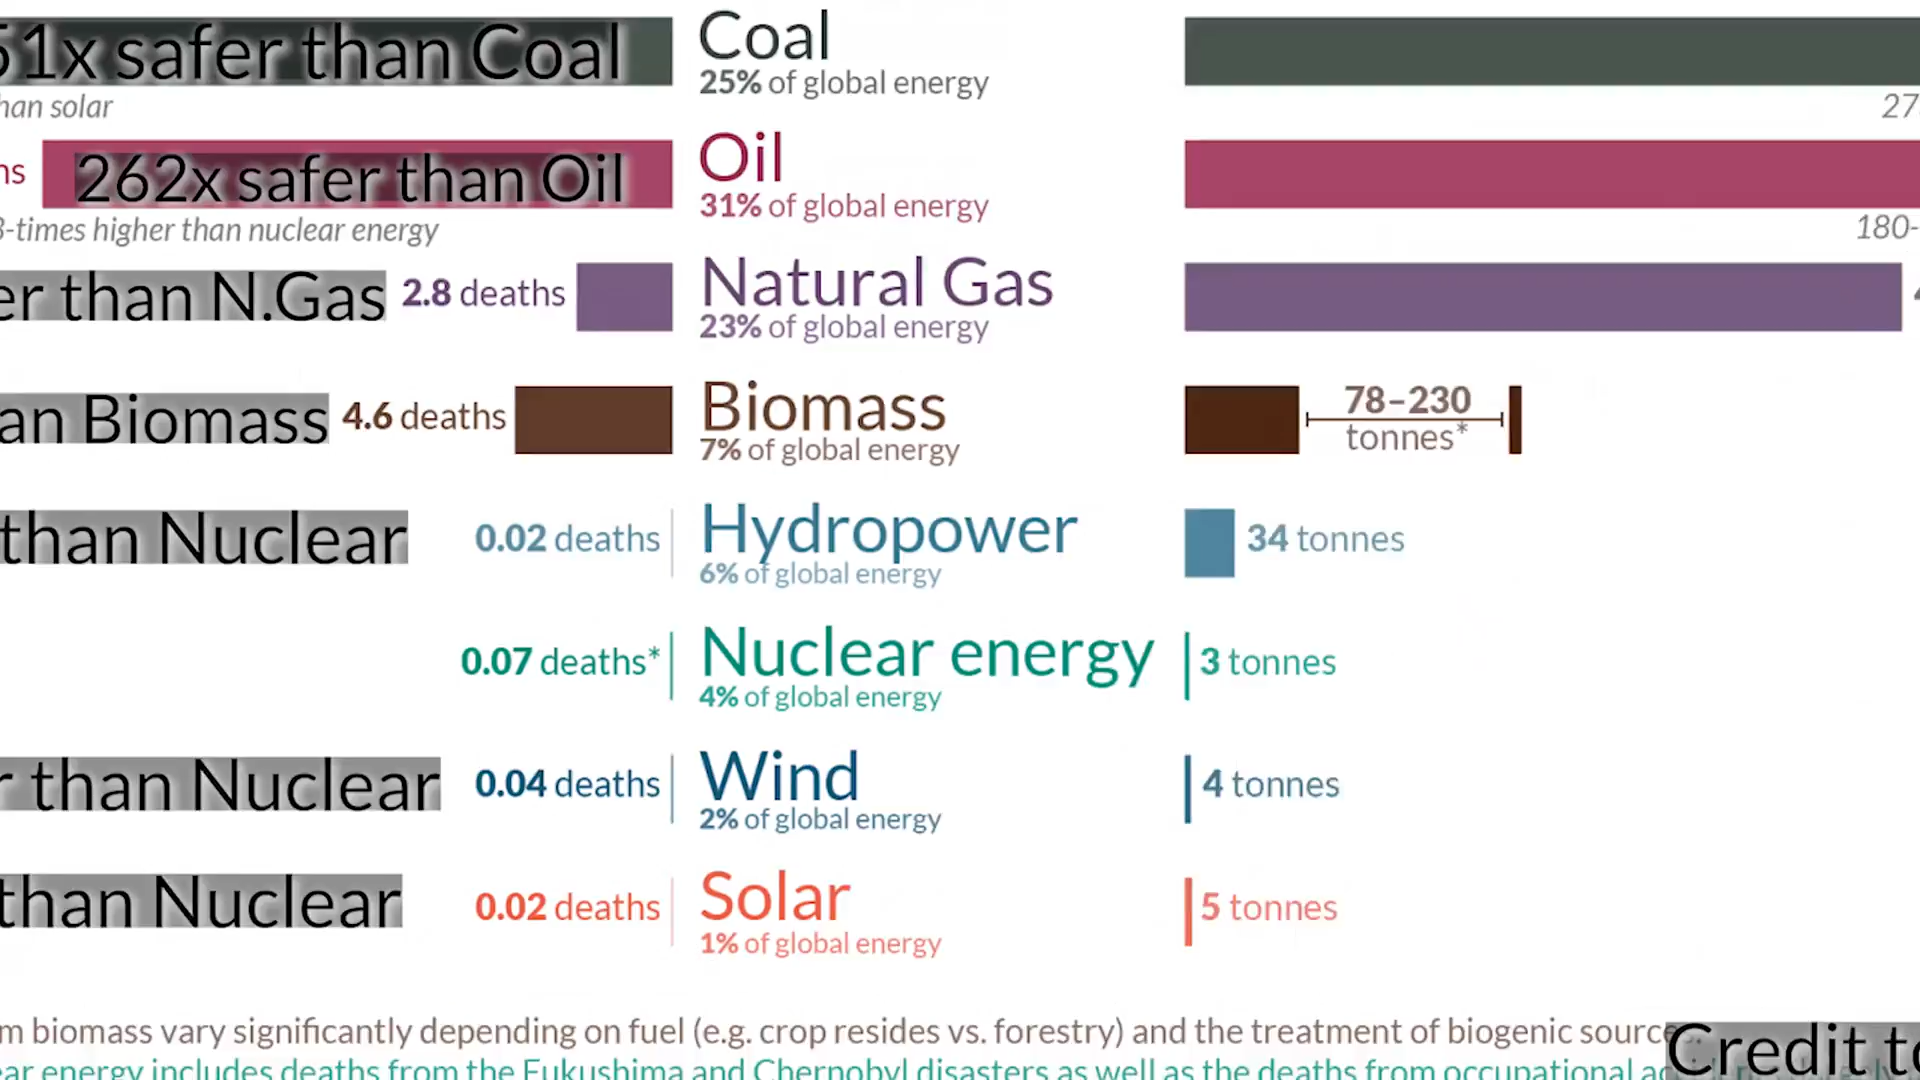 51x safer than Coal
Coal
25% of global energy
than solar
27
262x safer than Oil
Oil
31% of global energy
3-times higher than nuclear energy
180-
er than N.Gas
2.8 deaths
Natural Gas
23% of global energy
an Biomass
4.6 deaths
Biomass
7% of global energy
78–230
tonnes*
than Nuclear
0.02 deaths
Hydropower
6% of global energy
34 tonnes
0.07 deaths*
Nuclear energy
4% of global energy
3 tonnes
r than Nuclear
0.04 deaths
Wind
2% of global energy
4 tonnes
than Nuclear
0.02 deaths
Solar
1% of global energy
5 tonnes
m biomass vary significantly depending on fuel (e.g. crop resides vs. forestry) and the treatment of biogenic source
Credit to
ear energy includes deaths from the Fukushima and Chernobyl disasters as well as the deaths from occupational